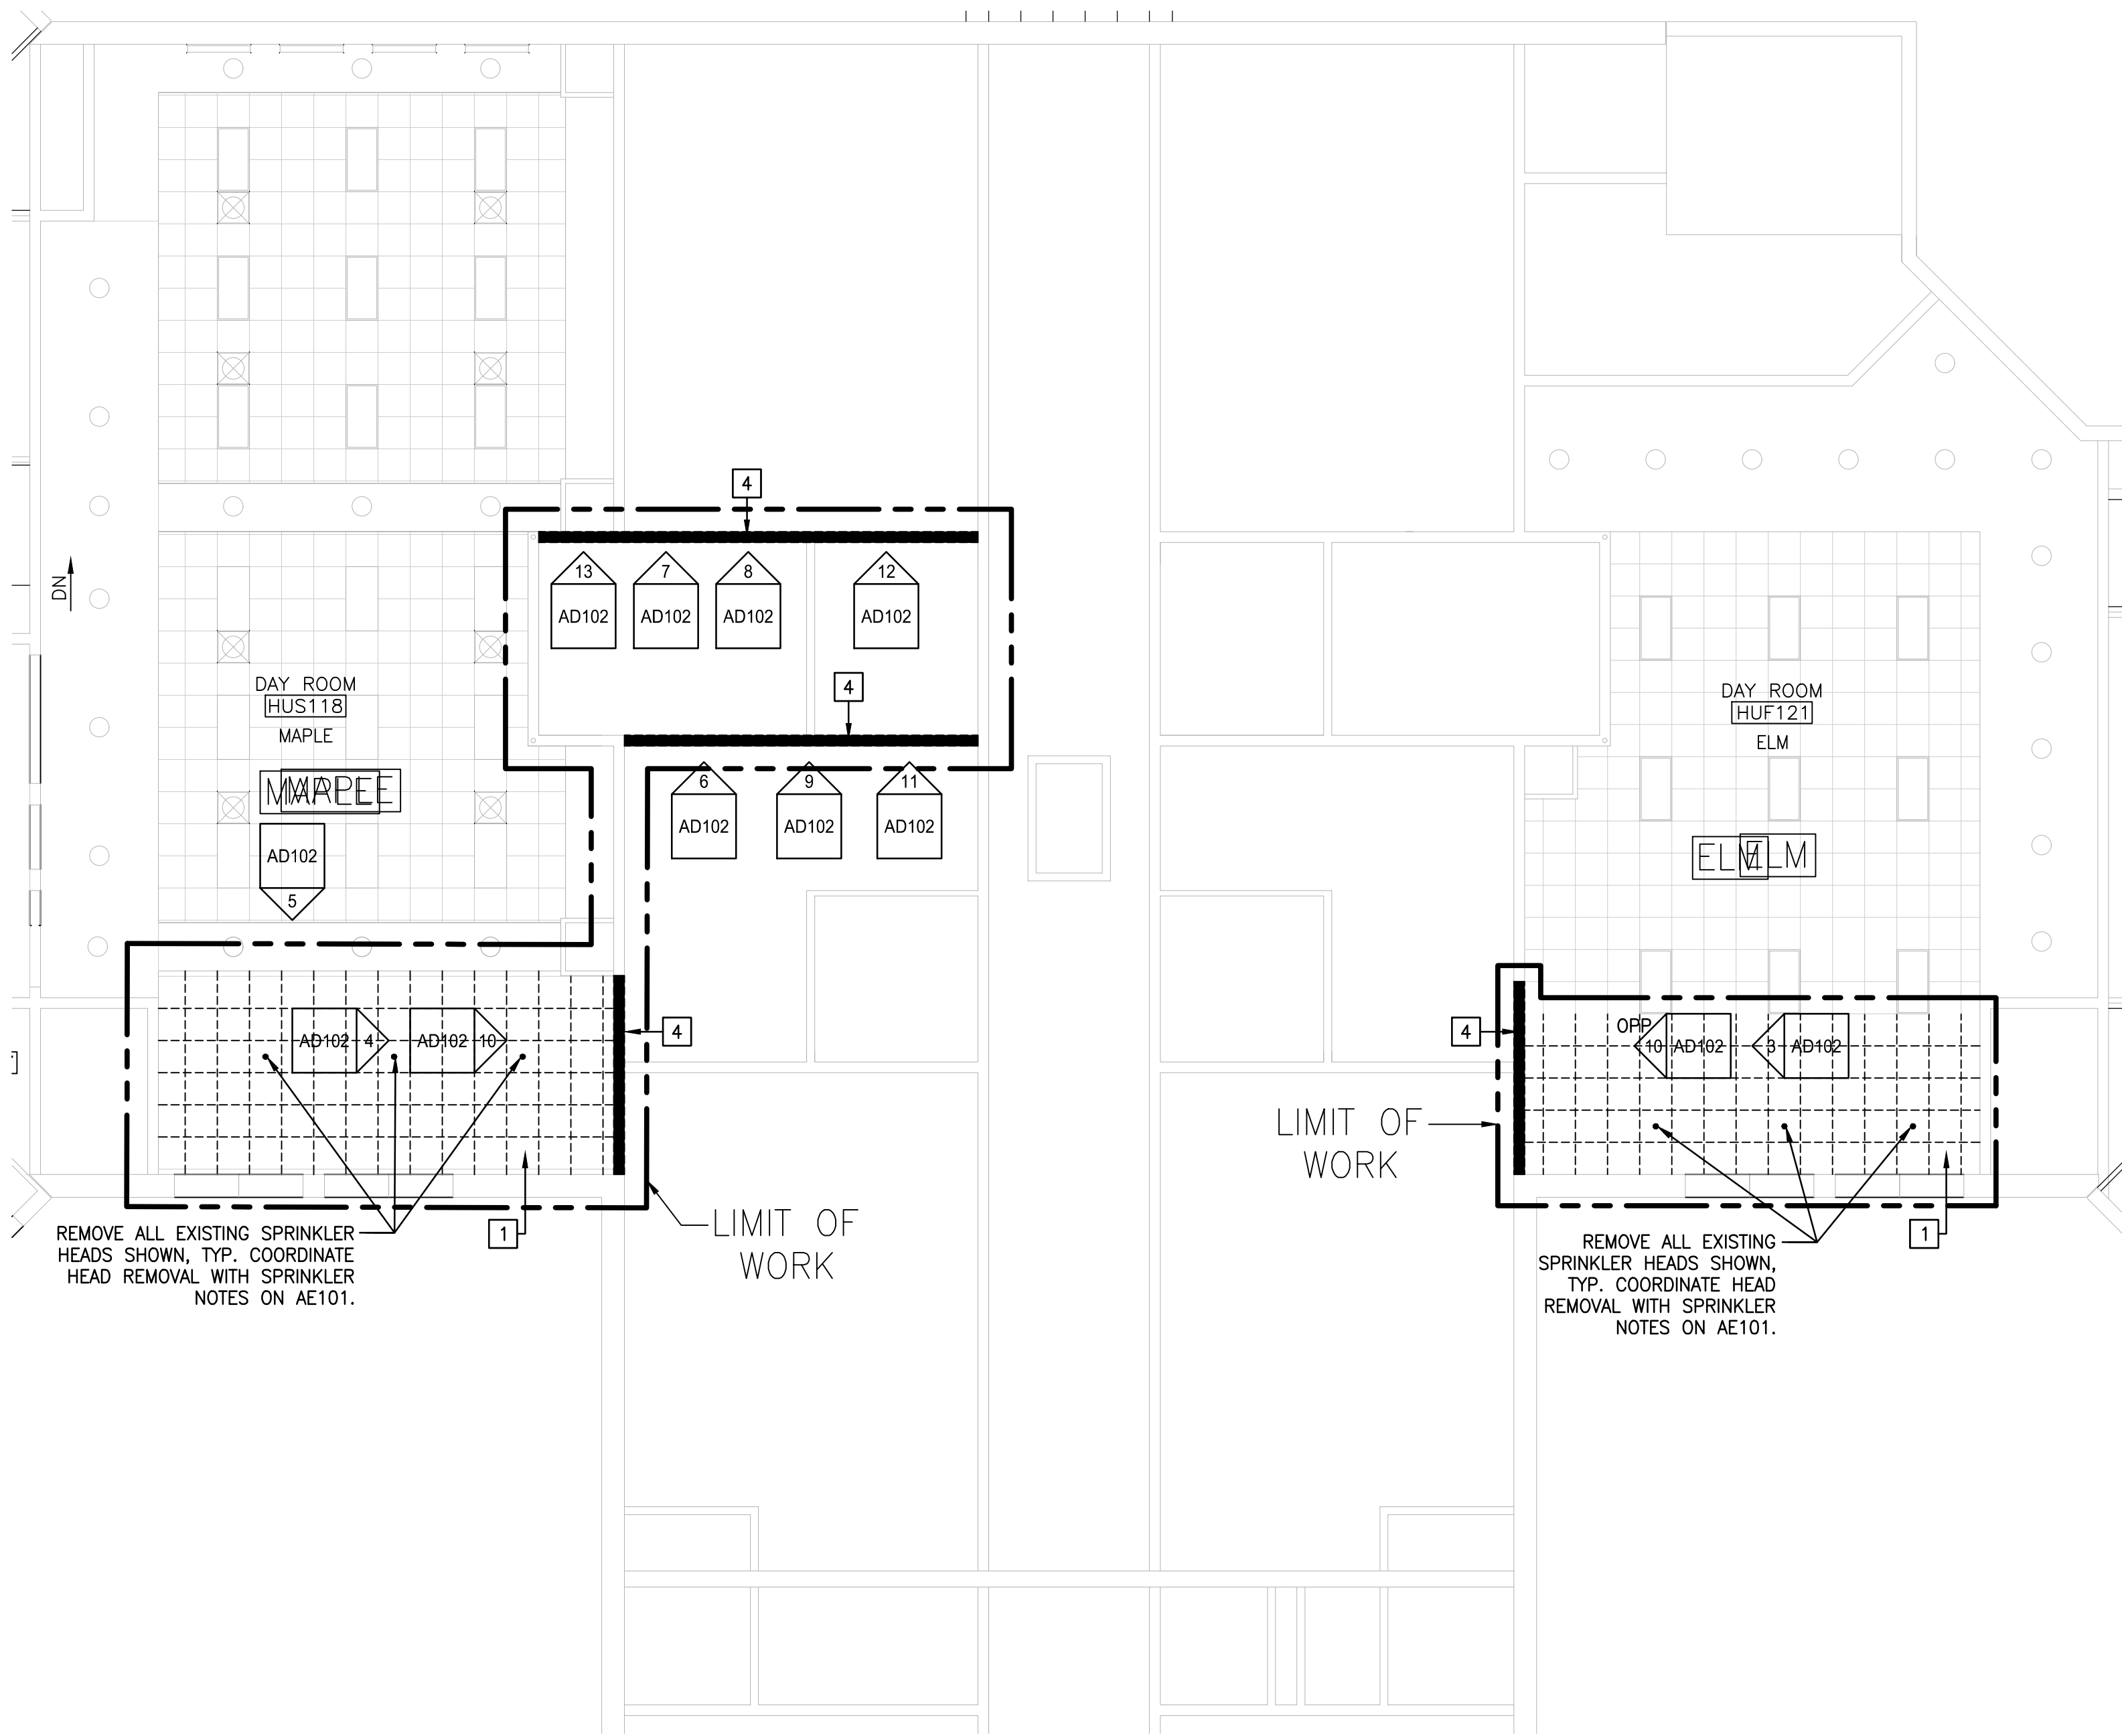 4
13
AD102
7
AD102
8
AD102
12
AD102
4
DN
DAY ROOM
HUS118
MAPLE
MAPLE
MAPLE
AD102
5
6
AD102
9
AD102
11
AD102
DAY ROOM
HUF121
ELM
ELM
ELM
AD102 4
AD102 10
4
4
OPP
10 AD102
3 AD102
LIMIT OF
WORK
LIMIT OF
WORK
1
REMOVE ALL EXISTING SPRINKLER
HEADS SHOWN, TYP. COORDINATE
HEAD REMOVAL WITH SPRINKLER
NOTES ON AE101.
1
REMOVE ALL EXISTING
SPRINKLER HEADS SHOWN,
TYP. COORDINATE HEAD
REMOVAL WITH SPRINKLER
NOTES ON AE101.